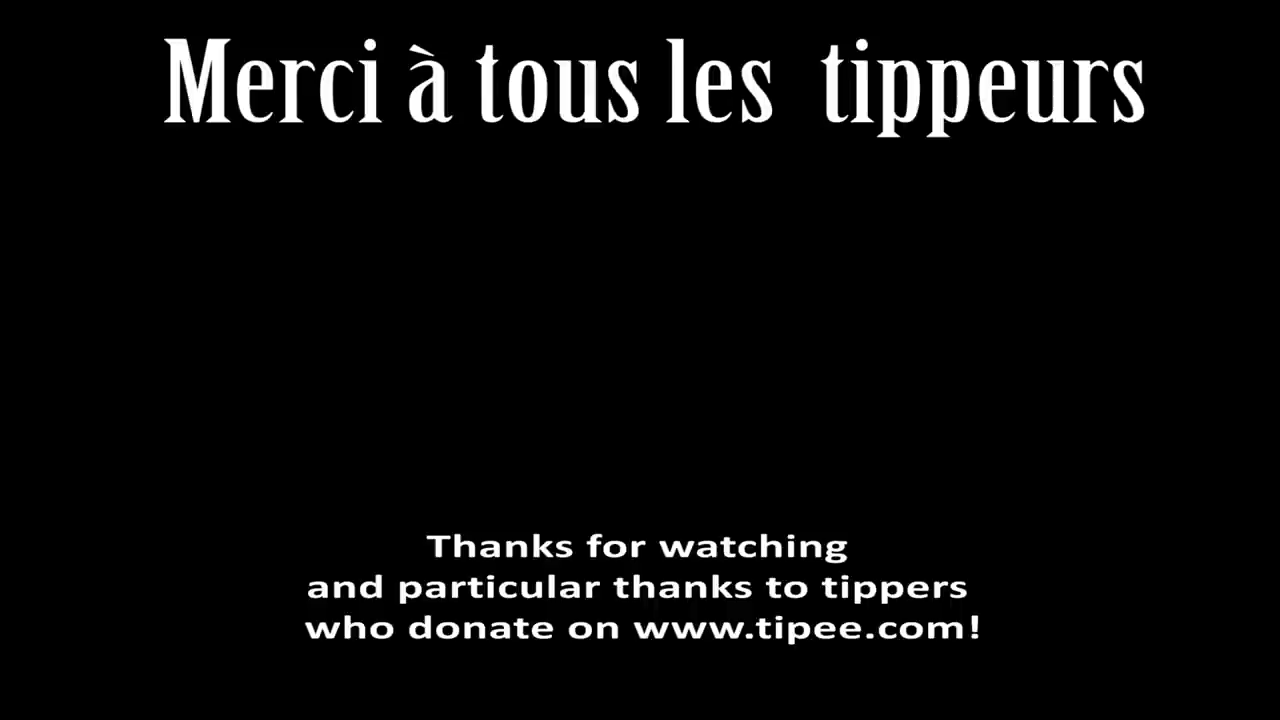 Merci à tous les tippeurs
Thanks for watching
and particular thanks to tippers
who donate on www.tipee.com!